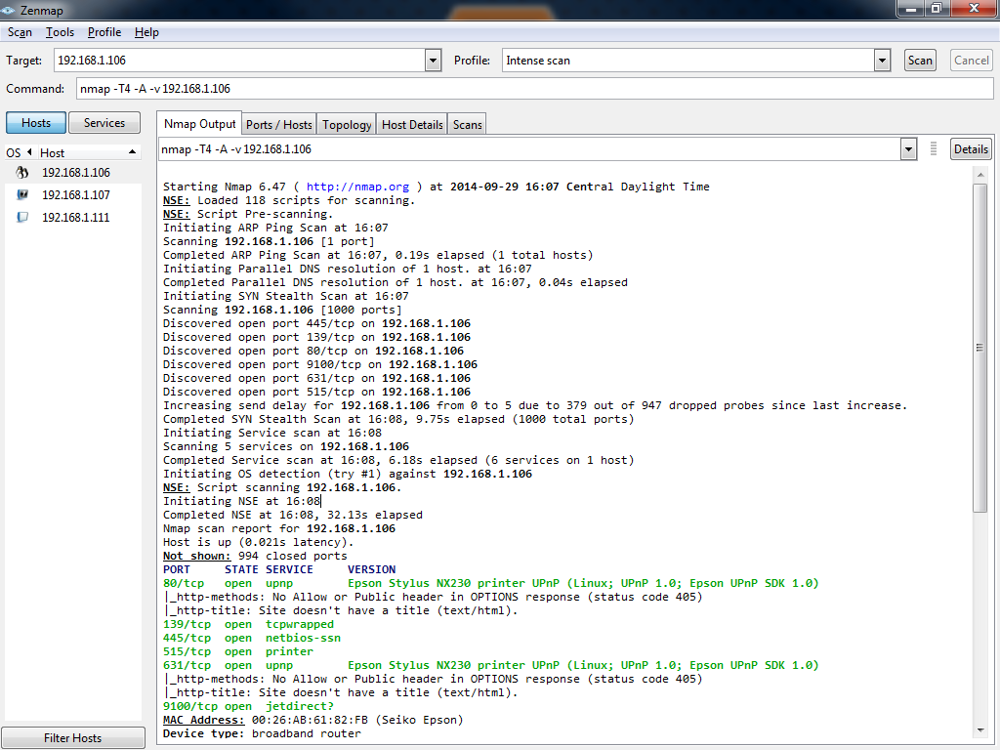 Zenmap
Scan Tools Profile Help
Target: 192.168.1.106 Profile: Intense scan Scan Cancel
Command: nmap -T4 -A -v 192.168.1.106
Hosts Services
OS Host
192.168.1.106
192.168.1.107
192.168.1.111
Filter Hosts
Nmap Output Ports / Hosts Topology Host Details Scans
nmap -T4 -A -v 192.168.1.106 Details
Starting Nmap 6.47 ( http://nmap.org ) at 2014-09-29 16:07 Central Daylight Time
NSE: Loaded 118 scripts for scanning.
NSE: Script Pre-scanning.
Initiating ARP Ping Scan at 16:07
Scanning 192.168.1.106 [1 port]
Completed ARP Ping Scan at 16:07, 0.19s elapsed (1 total hosts)
Initiating Parallel DNS resolution of 1 host. at 16:07
Completed Parallel DNS resolution of 1 host. at 16:07, 0.04s elapsed
Initiating SYN Stealth Scan at 16:07
Scanning 192.168.1.106 [1000 ports]
Discovered open port 445/tcp on 192.168.1.106
Discovered open port 139/tcp on 192.168.1.106
Discovered open port 80/tcp on 192.168.1.106
Discovered open port 9100/tcp on 192.168.1.106
Discovered open port 631/tcp on 192.168.1.106
Discovered open port 515/tcp on 192.168.1.106
Increasing send delay for 192.168.1.106 from 0 to 5 due to 379 out of 947 dropped probes since last increase.
Completed SYN Stealth Scan at 16:08, 9.75s elapsed (1000 total ports)
Initiating Service scan at 16:08
Scanning 5 services on 192.168.1.106
Completed Service scan at 16:08, 6.18s elapsed (6 services on 1 host)
Initiating OS detection (try #1) against 192.168.1.106
NSE: Script scanning 192.168.1.106.
Initiating NSE at 16:08
Completed NSE at 16:08, 32.13s elapsed
Nmap scan report for 192.168.1.106
Host is up (0.021s latency).
Not shown: 994 closed ports
PORT STATE SERVICE VERSION
80/tcp open upnp Epson Stylus NX230 printer UPnP (Linux; UPnP 1.0; Epson UPnP SDK 1.0)
|_http-methods: No Allow or Public header in OPTIONS response (status code 405)
|_http-title: Site doesn't have a title (text/html).
139/tcp open tcpwrapped
445/tcp open netbios-ssn
515/tcp open printer
631/tcp open upnp Epson Stylus NX230 printer UPnP (Linux; UPnP 1.0; Epson UPnP SDK 1.0)
|_http-methods: No Allow or Public header in OPTIONS response (status code 405)
|_http-title: Site doesn't have a title (text/html).
9100/tcp open jetdirect?
MAC Address: 00:26:AB:61:82:FB (Seiko Epson)
Device type: broadband router